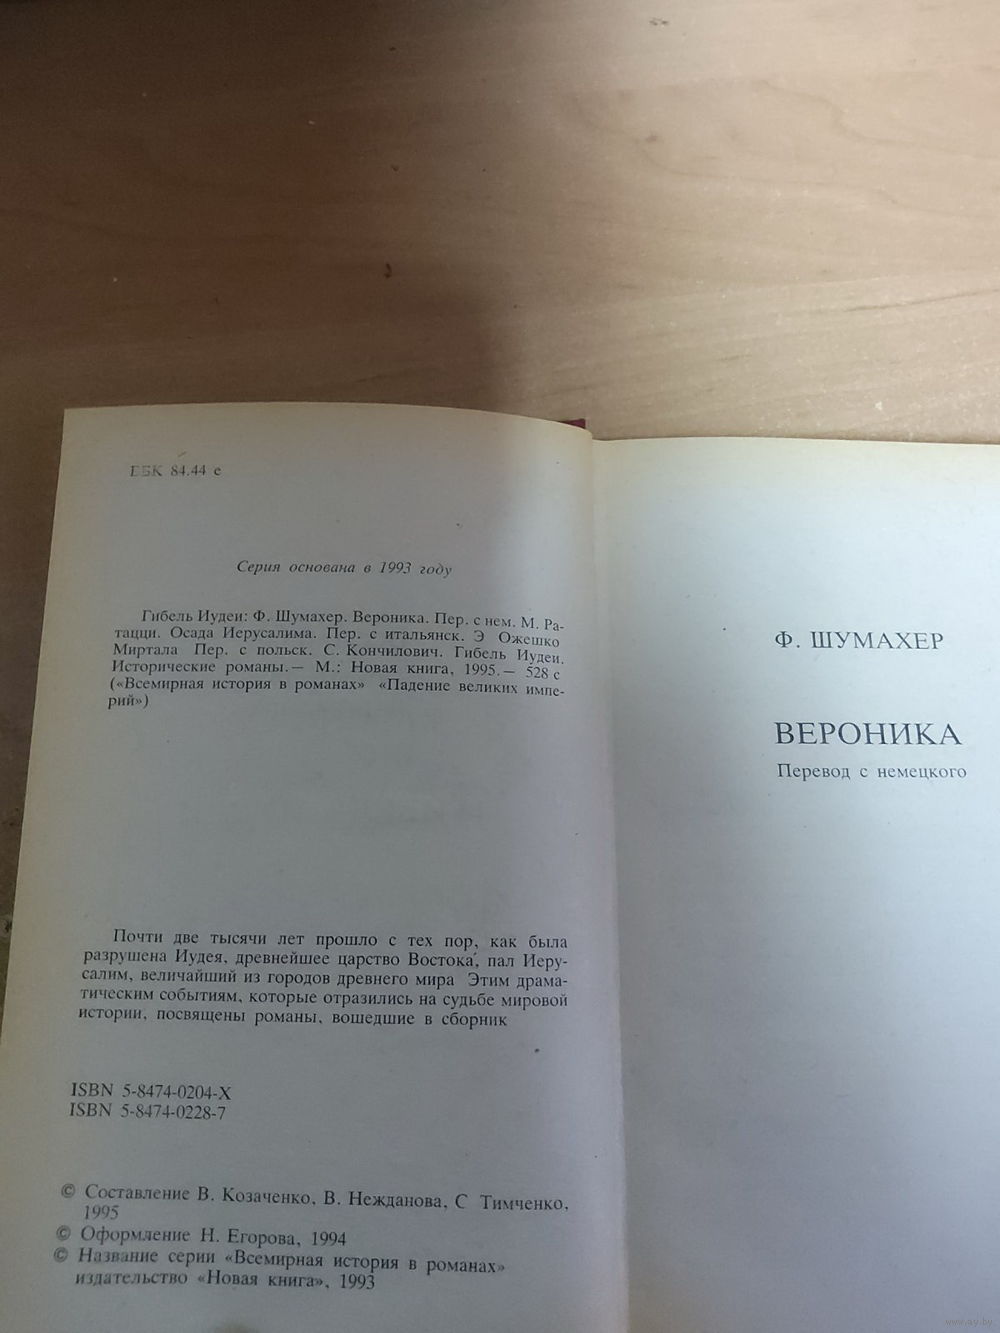 ББК 84.44 е
Серия основана в 1993 году
Гибель Иудеи: Ф. Шумахер. Вероника. Пер. с нем. М. Ра-
тацци. Осада Иерусалима. Пер. с итальянск. Э Ожешко
Миртала Пер. с польск. С. Кончилович. Гибель Иудеи.
Исторические романы.— М.: Новая книга, 1995.— 528 с
(«Всемирная история в романах» «Падение великих импе-
рий»)
Почти две тысячи лет прошло с тех пор, как была
разрушена Иудея, древнейшее царство Востока, пал Иеру-
салим, величайший из городов древнего мира Этим драма-
тическим событиям, которые отразились на судьбе мировой
истории, посвящены романы, вошедшие в сборник
ISBN 5-8474-0204-X
ISBN 5-8474-0228-7
© Составление В. Козаченко, В. Нежданова, С Тимченко,
1995
© Оформление Н. Егорова, 1994
© Название серии «Всемирная история в романах»
издательство «Новая книга», 1993
Ф. ШУМАХЕР
ВЕРОНИКА
Перевод с немецкого
www.ay.by